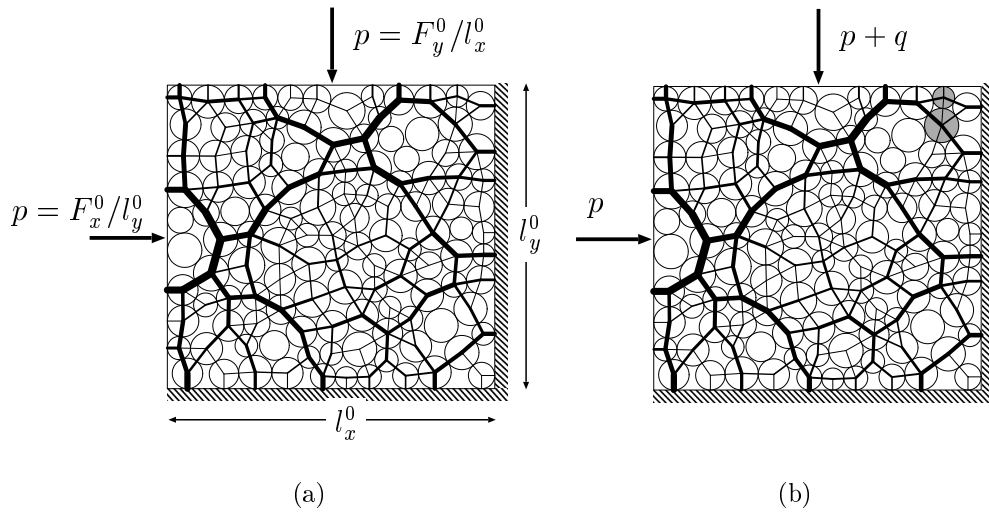 p = F_y^0/l_x^0
p + q
p = F_x^0/l_y^0
l_y^0
p
l_x^0
(a)
(b)